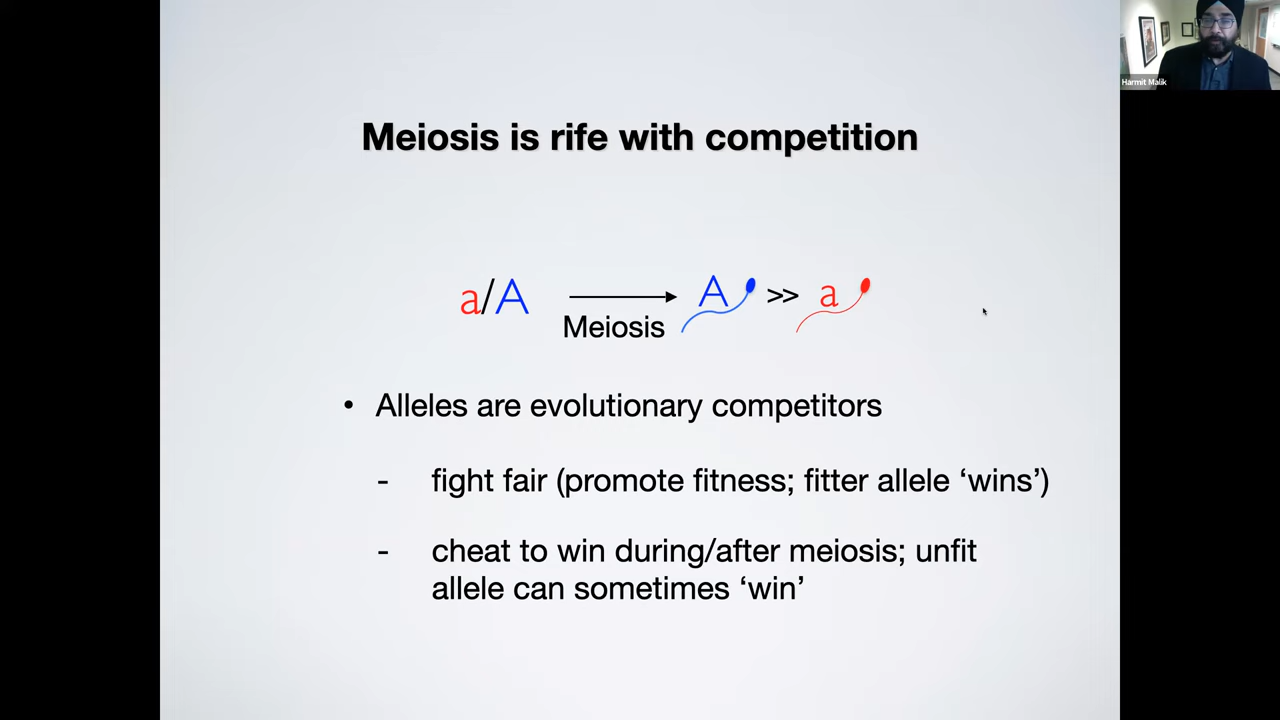 Harmit Malik
Meiosis is rife with competition
a/A Meiosis A >> a
• Alleles are evolutionary competitors
- fight fair (promote fitness; fitter allele ‘wins’)
- cheat to win during/after meiosis; unfit
allele can sometimes ‘win’